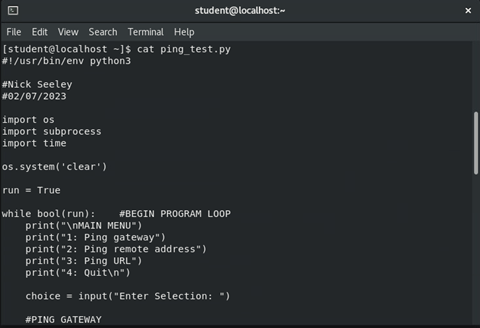 student@localhost:~
File Edit View Search Terminal Help
[student@localhost ~]$ cat ping_test.py
#!/usr/bin/env python3

#Nick Seeley
#02/07/2023

import os
import subprocess
import time

os.system('clear')

run = True

while bool(run):    #BEGIN PROGRAM LOOP
    print("\nMAIN MENU")
    print("1: Ping gateway")
    print("2: Ping remote address")
    print("3: Ping URL")
    print("4: Quit\n")

    choice = input("Enter Selection: ")

    #PING GATEWAY